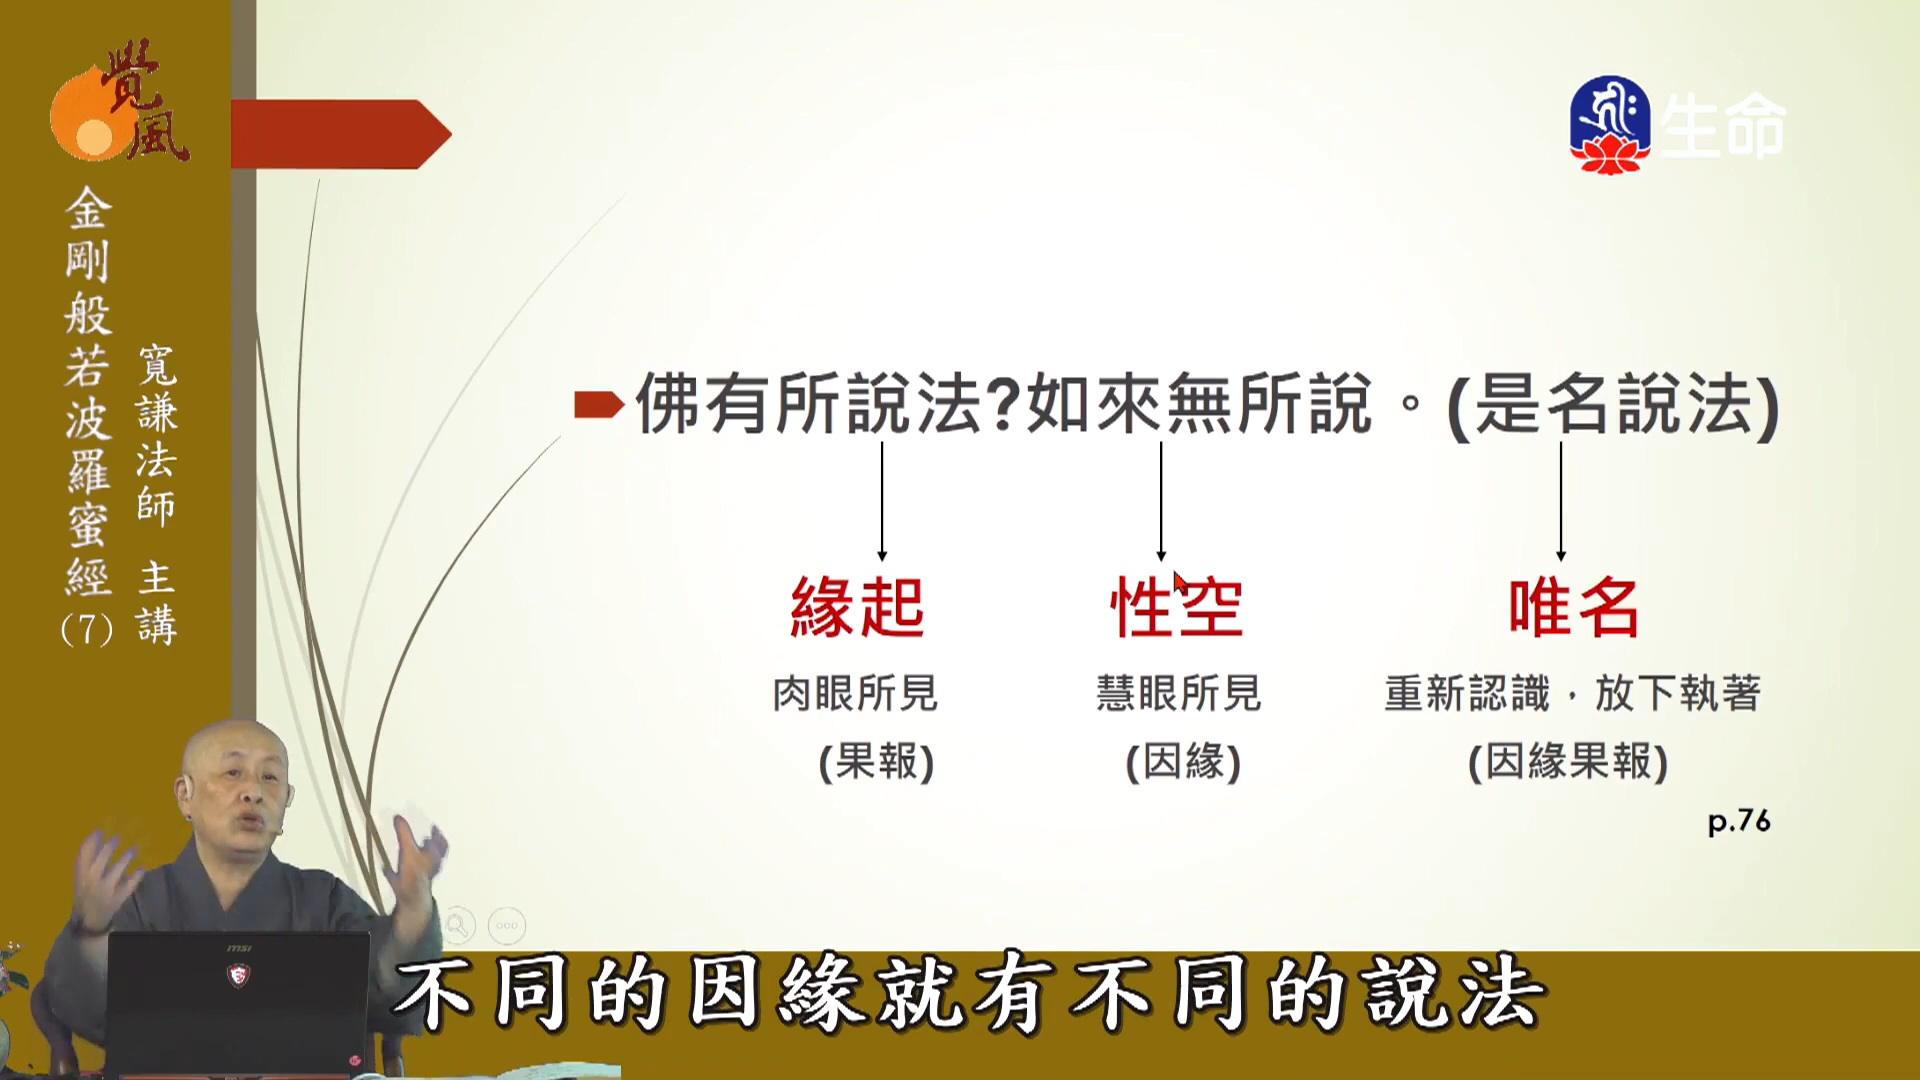 覺風
金剛般若波羅蜜經(7)
寬謙法師 主講
生命
佛有所說法?如來無所說。(是名說法)
緣起
性空
唯名
肉眼所見
慧眼所見
重新認識，放下執著
(果報)
(因緣)
(因緣果報)
p.76
msi
不同的因緣就有不同的說法